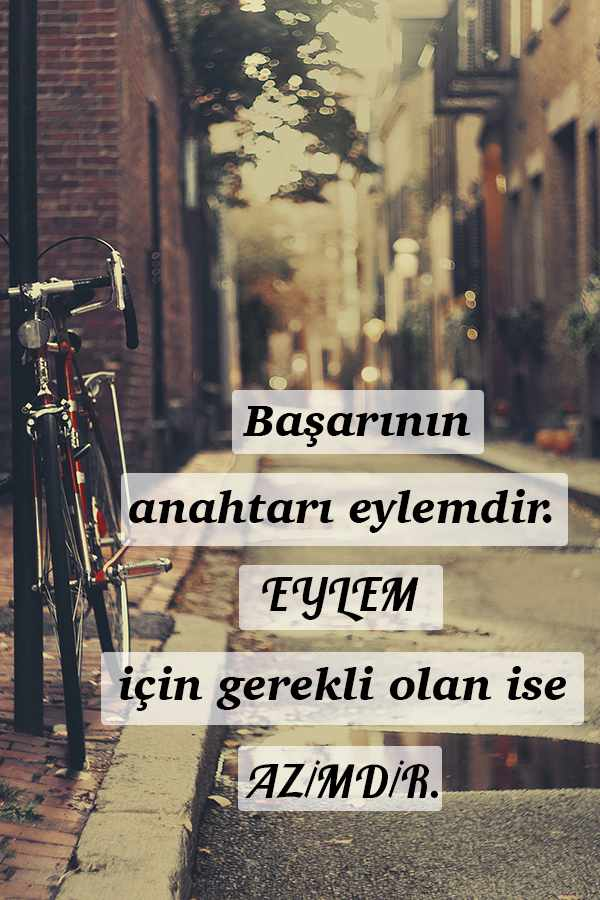 Başarının
anahtarı eylemdir.
EYLEM
için gerekli olan ise
AZİMDİR.